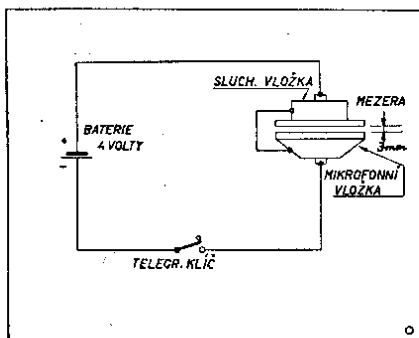 SLUCH. VLOŽKA
MEZERA
+
BATERIE
4 VOLTY
-
3mm
MIKROFONNÍ
VLOŽKA
TELEGR. KLÍČ